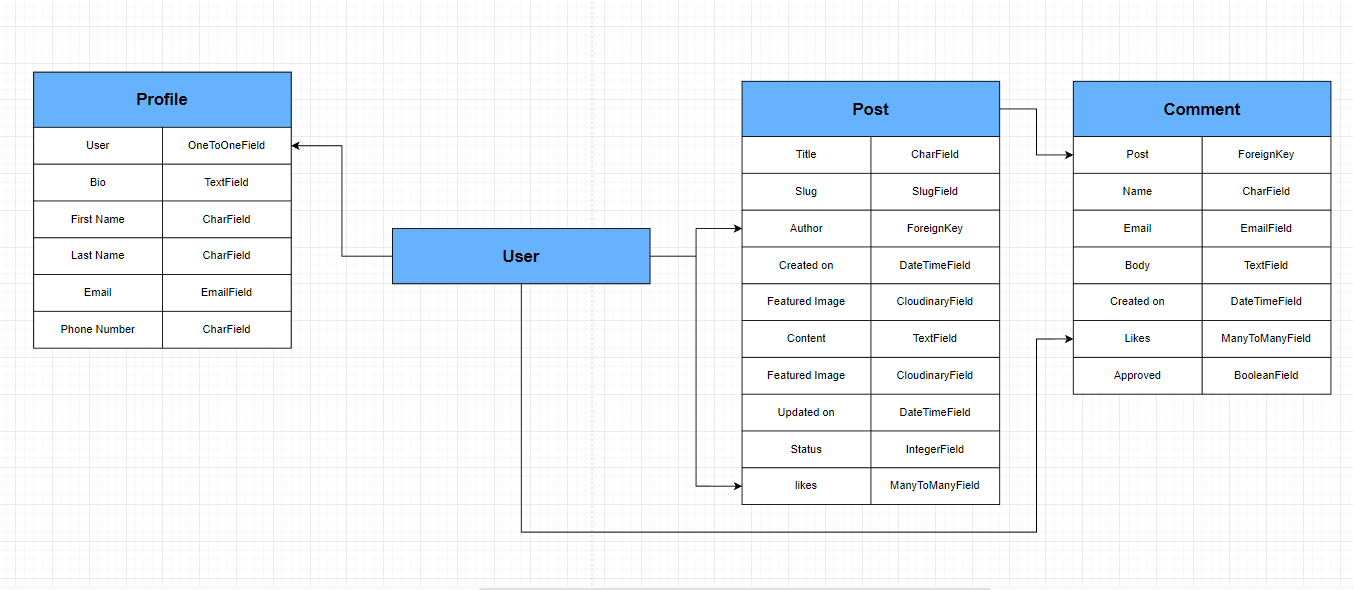 Profile
User OneToOneField
Bio TextField
First Name CharField
Last Name CharField
Email EmailField
Phone Number CharField
User
Post
Title CharField
Slug SlugField
Author ForeignKey
Created on DateTimeField
Featured Image CloudinaryField
Content TextField
Featured Image CloudinaryField
Updated on DateTimeField
Status IntegerField
likes ManyToManyField
Comment
Post ForeignKey
Name CharField
Email EmailField
Body TextField
Created on DateTimeField
Likes ManyToManyField
Approved BooleanField